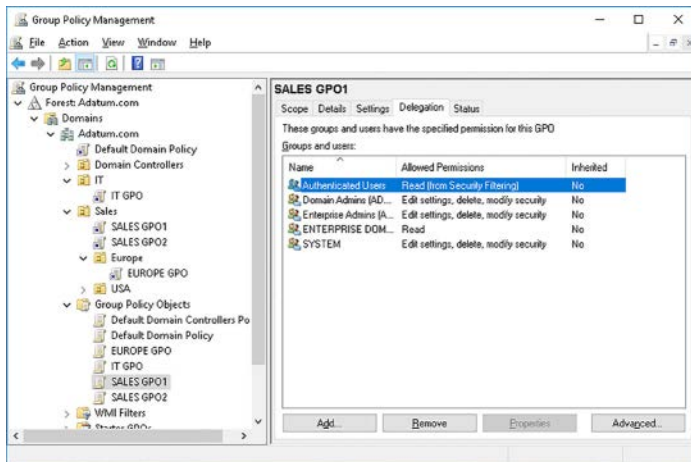 Group Policy Management
File Action View Window Help
Group Policy Management
Forest: Adatum.com
Domains
Adatum.com
Default Domain Policy
Domain Controllers
IT
IT GPO
Sales
SALES GPO1
SALES GPO2
Europe
EUROPE GPO
USA
Group Policy Objects
Default Domain Controllers Po
Default Domain Policy
EUROPE GPO
IT GPO
SALES GPO1
SALES GPO2
WMI Filters
Starter GPOs
SALES GPO1
Scope Details Settings Delegation Status
These groups and users have the specified permission for this GPO
Groups and users:
Name Allowed Permissions Inherited
Authenticated Users Read (from Security Filtering) No
Domain Admins (AD... Edit settings, delete, modify security No
Enterprise Admins (A... Edit settings, delete, modify security No
ENTERPRISE DOM... Read No
SYSTEM Edit settings, delete, modify security No
Add... Remove Properties Advanced...